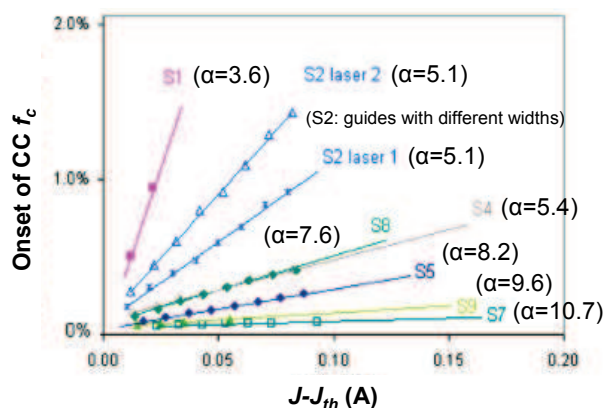 2.0%
S1 (α=3.6)
S2 laser 2 (α=5.1)
(S2: guides with different widths)
S2 laser 1
(α=5.1)
Onset of CC fc
1.0%
S4 (α=5.4)
(α=7.6) S8
(α=8.2)
S5
(α=9.6)
S9
S7 (α=10.7)
0%
0.00 0.05 0.10 0.15 0.20
J-Jth (A)